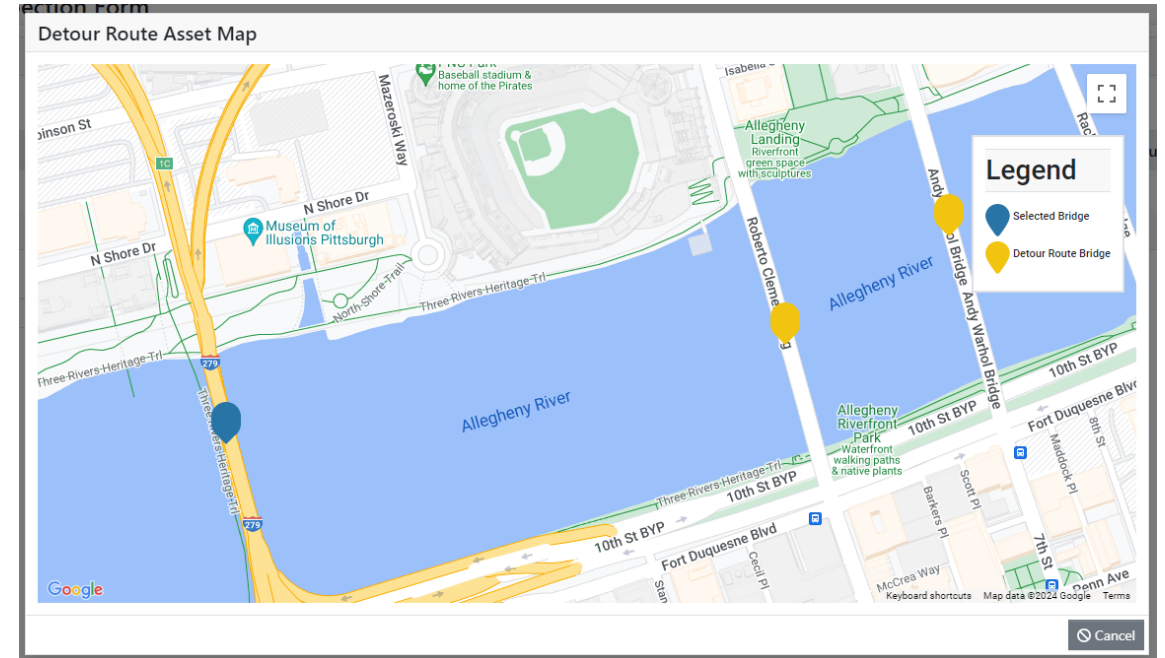 ection Form
Detour Route Asset Map
PNC Park
Baseball stadium &
home of the Pirates
Isabella
Mazeroski Way
binson St
1C
Allegheny
Landing
Riverfront
green space
with sculptures
Rac
Legend
Selected Bridge
Detour Route Bridge
N Shore Dr
Museum of
Illusions Pittsburgh
N Shore Dr
North-Shore-Trail
Three-Rivers-Heritage-Trl
Roberto Cleme
Andy
ol Bridge
Andy Warhol Bridge
Allegheny River
Three-Rivers-Heritage-Trl
279
Three-Rivers-Heritage-Trl
Allegheny River
10th St BYP
Fort Duquesne Blvd
8th St
Maddock Pl
Allegheny
Riverfront
Park
Waterfront
walking paths
& native plants
10th St BYP
Three-Rivers-Heritage-Trl
10th St BYP
Scott Pl
Barkers Pl
279
10th St BYP
Fort Duquesne Blvd
Cecil Pl
7th St
McCrea Way
Penn Ave
Stan
Google
Keyboard shortcuts
Map data ©2024 Google
Terms
Cancel